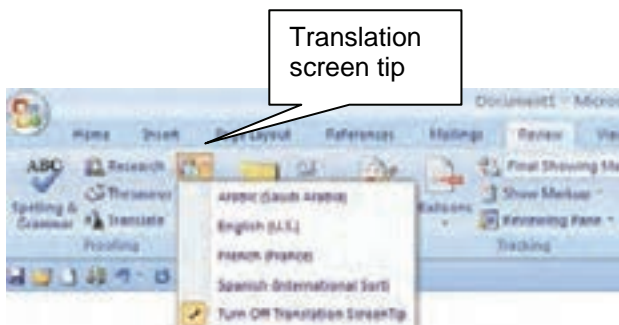 Translation
screen tip
Document1 - Micros
Home Insert Page Layout References Mailings Review View
ABC Research Final Showing Ma
Spelling & Grammar Thesaurus Balloons Show Markup
Translate Reviewing Pane
Proofing Tracking
Arabic (Saudi Arabia)
English (U.S.)
French (France)
Spanish (International Sort)
Turn Off Translation ScreenTip